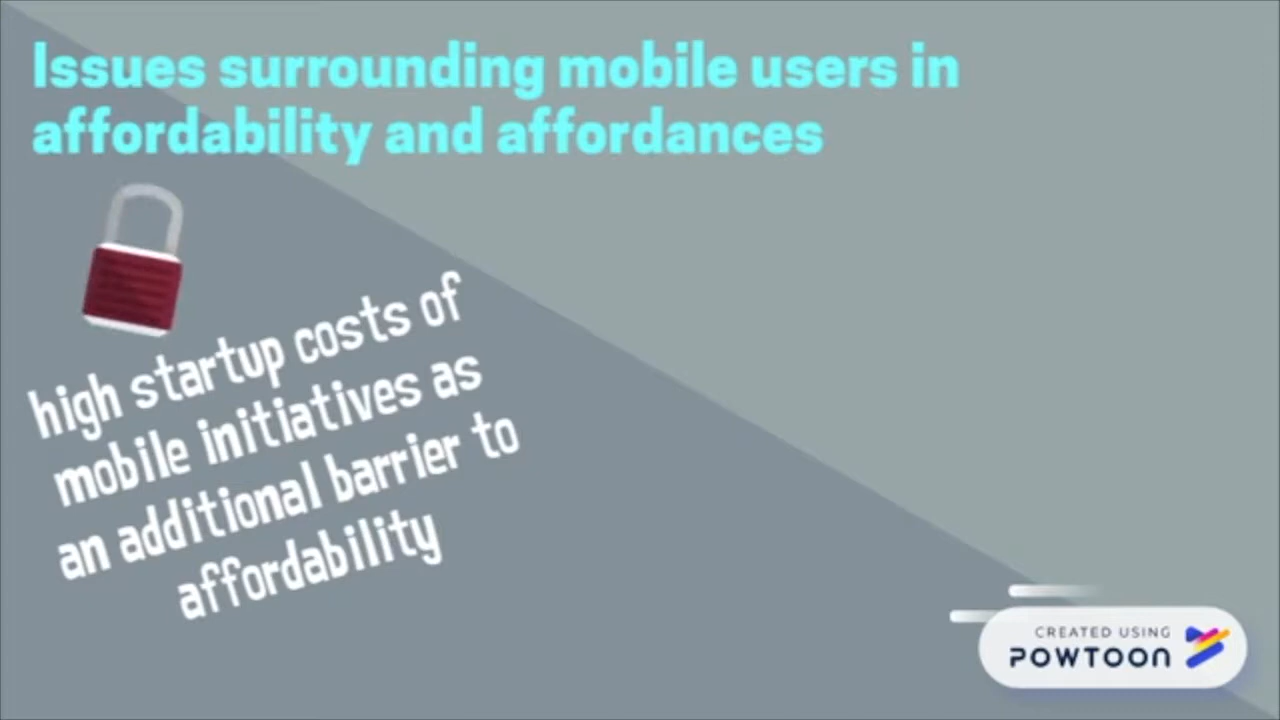 Issues surrounding mobile users in
affordability and affordances
high startup costs of
mobile initiatives as
an additional barrier to
affordability
CREATED USING
POWTOON